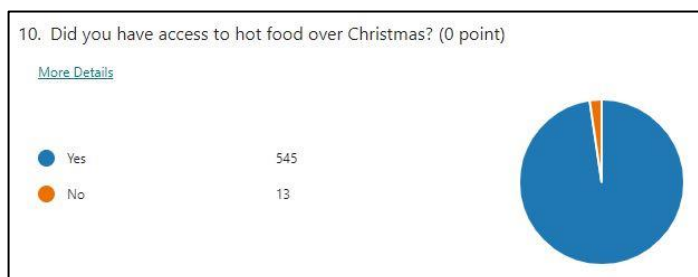 10. Did you have access to hot food over Christmas? (0 point)
More Details
Yes 545
No 13